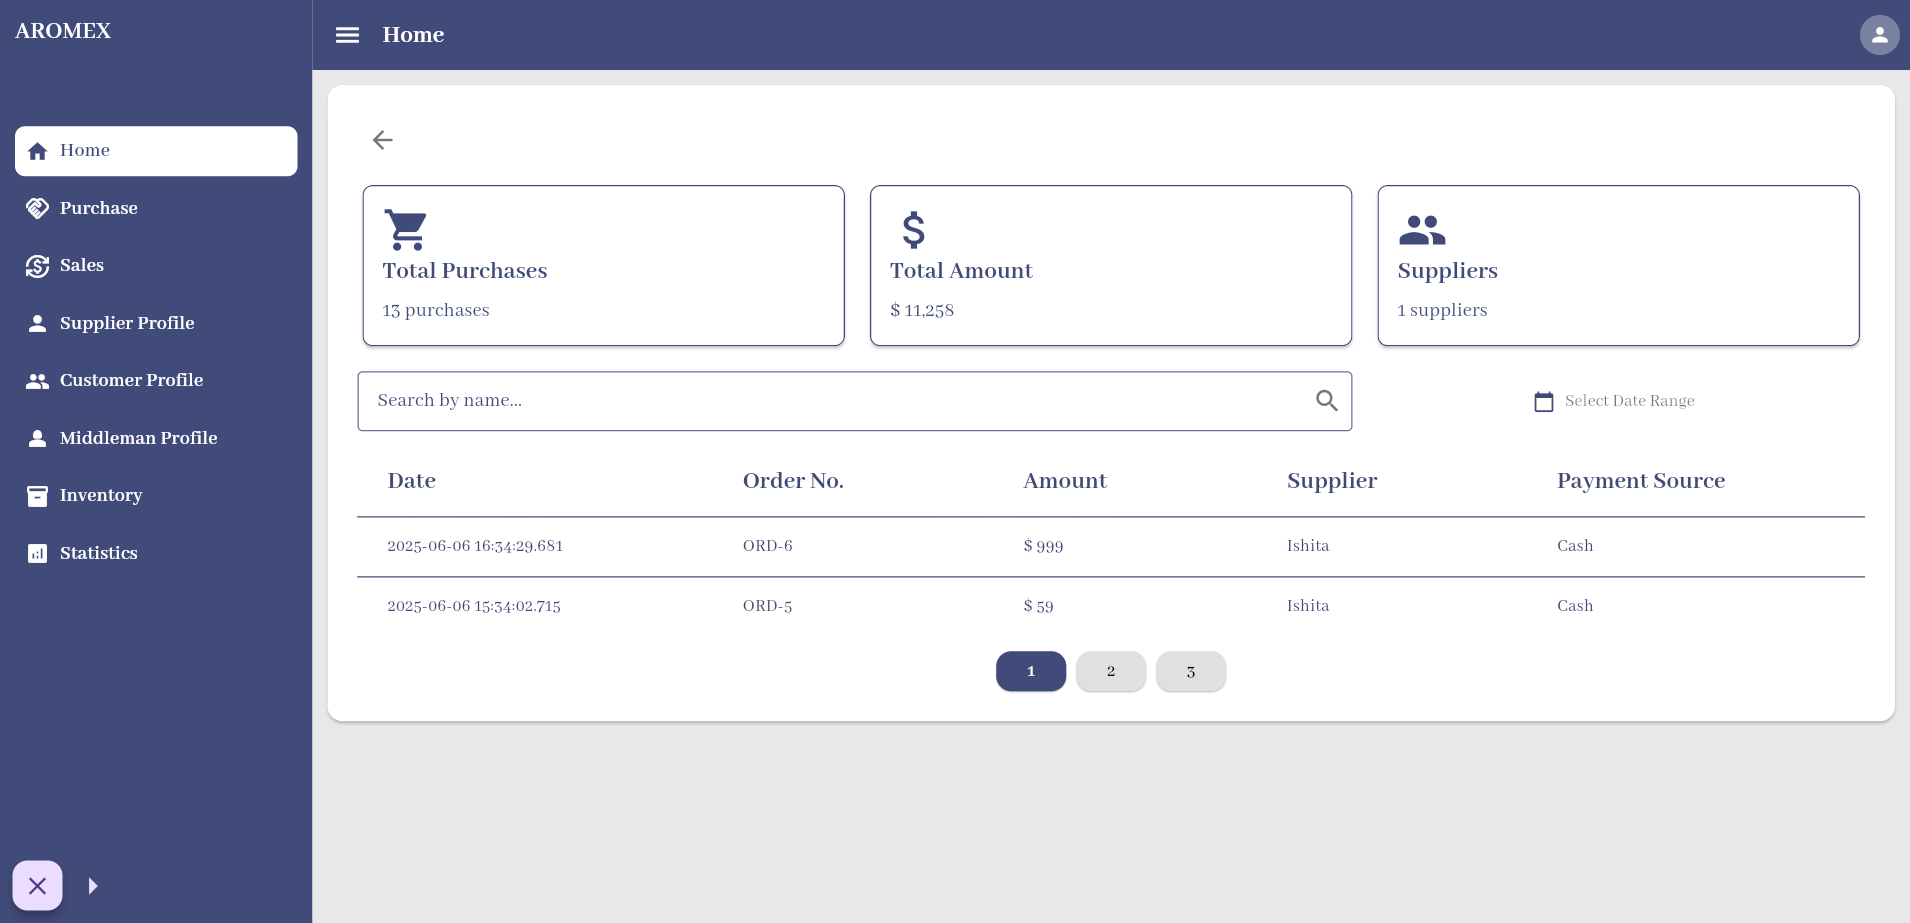 AROMEX
Home
Home
Purchase
Sales
Supplier Profile
Customer Profile
Middleman Profile
Inventory
Statistics
Total Purchases
13 purchases
Total Amount
$ 11,258
Suppliers
1 suppliers
Search by name...
Select Date Range
Date Order No. Amount Supplier Payment Source
2025-06-06 16:34:29.681 ORD-6 $ 999 Ishita Cash
2025-06-06 15:34:02.715 ORD-5 $ 59 Ishita Cash
1 2 3